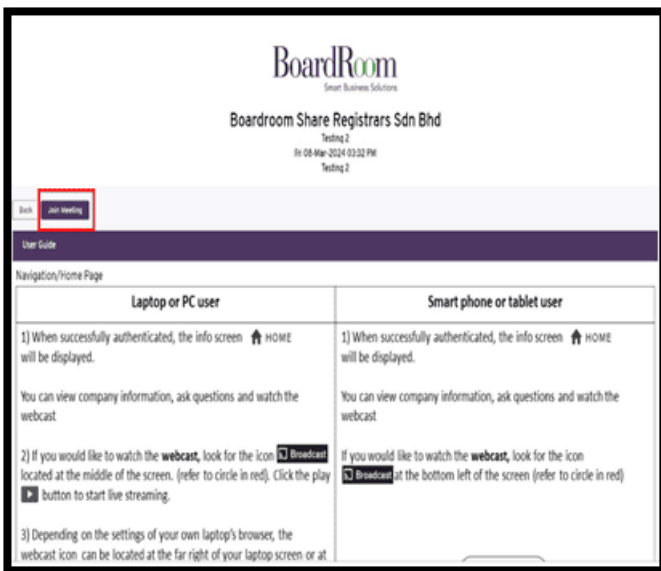 BoardRoom
Smart Business Solutions
Boardroom Share Registrars Sdn Bhd
Testing 2
Fri 08-Mar-2024 03:32 PM
Testing 2
Back
Join Meeting
User Guide
Navigation/Home Page
Laptop or PC user
1) When successfully authenticated, the info screen HOME
will be displayed.
You can view company information, ask questions and watch the
webcast
2) If you would like to watch the webcast, look for the icon Broadcast
located at the middle of the screen. (refer to circle in red). Click the play
button to start live streaming.
3) Depending on the settings of your own laptop's browser, the
webcast icon can be located at the far right of your laptop screen or at
Smart phone or tablet user
1) When successfully authenticated, the info screen HOME
will be displayed.
You can view company information, ask questions and watch the
webcast
If you would like to watch the webcast, look for the icon
Broadcast at the bottom left of the screen (refer to circle in red)